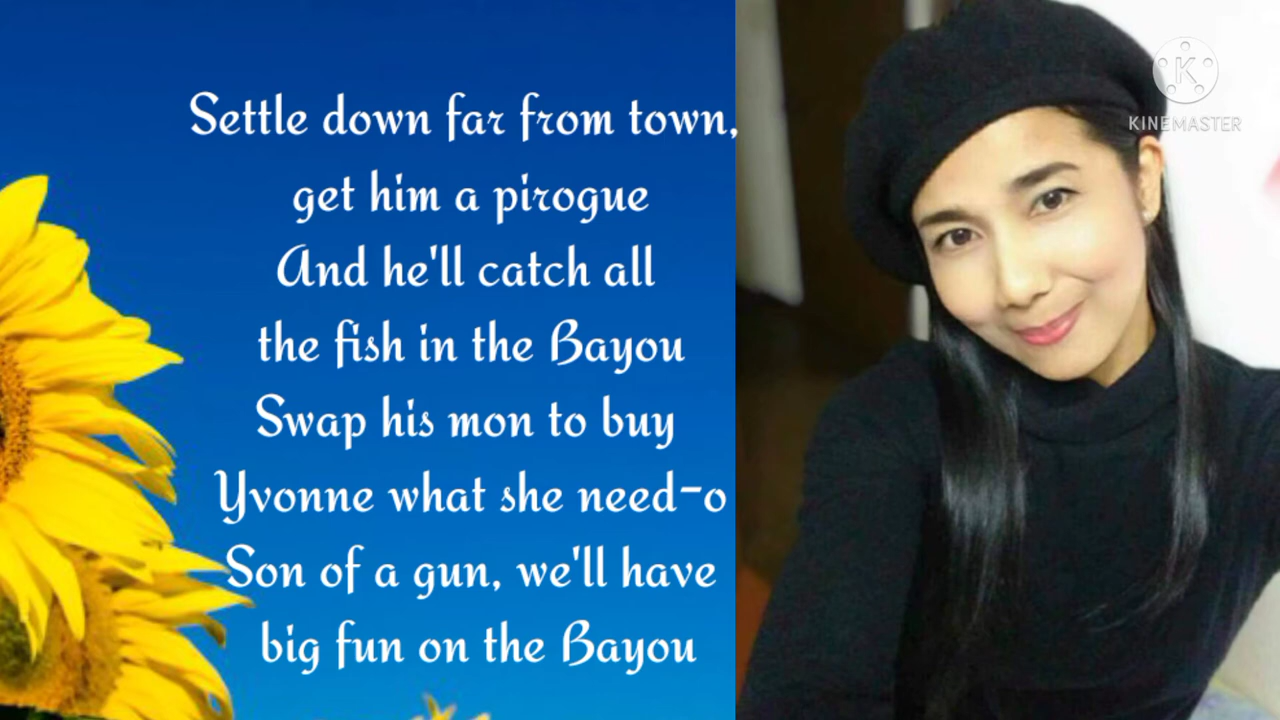 Settle down far from town,
get him a pirogue
And he'll catch all
the fish in the Bayou
Swap his mon to buy
Yvonne what she need-o
Son of a gun, we'll have
big fun on the Bayou
K
KINEMASTER